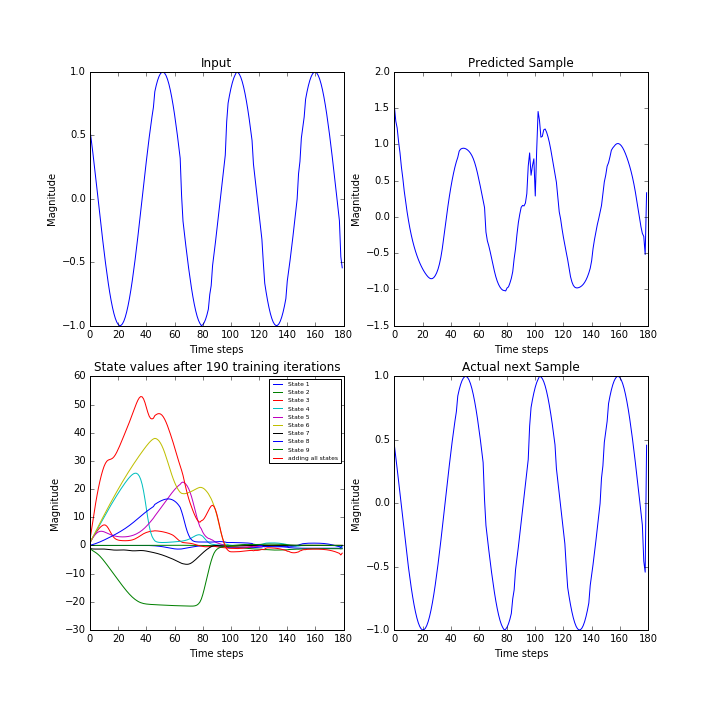 Input
Magnitude
1.0
0.5
0.0
−0.5
−1.0
0 20 40 60 80 100 120 140 160 180
Time steps
Predicted Sample
Magnitude
2.0
1.5
1.0
0.5
0.0
−0.5
−1.0
−1.5
0 20 40 60 80 100 120 140 160 180
Time steps
State values after 190 training iterations
Magnitude
60
50
40
30
20
10
0
−10
−20
−30
0 20 40 60 80 100 120 140 160 180
Time steps
State 1
State 2
State 3
State 4
State 5
State 6
State 7
State 8
State 9
adding all states
Actual next Sample
Magnitude
1.0
0.5
0.0
−0.5
−1.0
0 20 40 60 80 100 120 140 160 180
Time steps